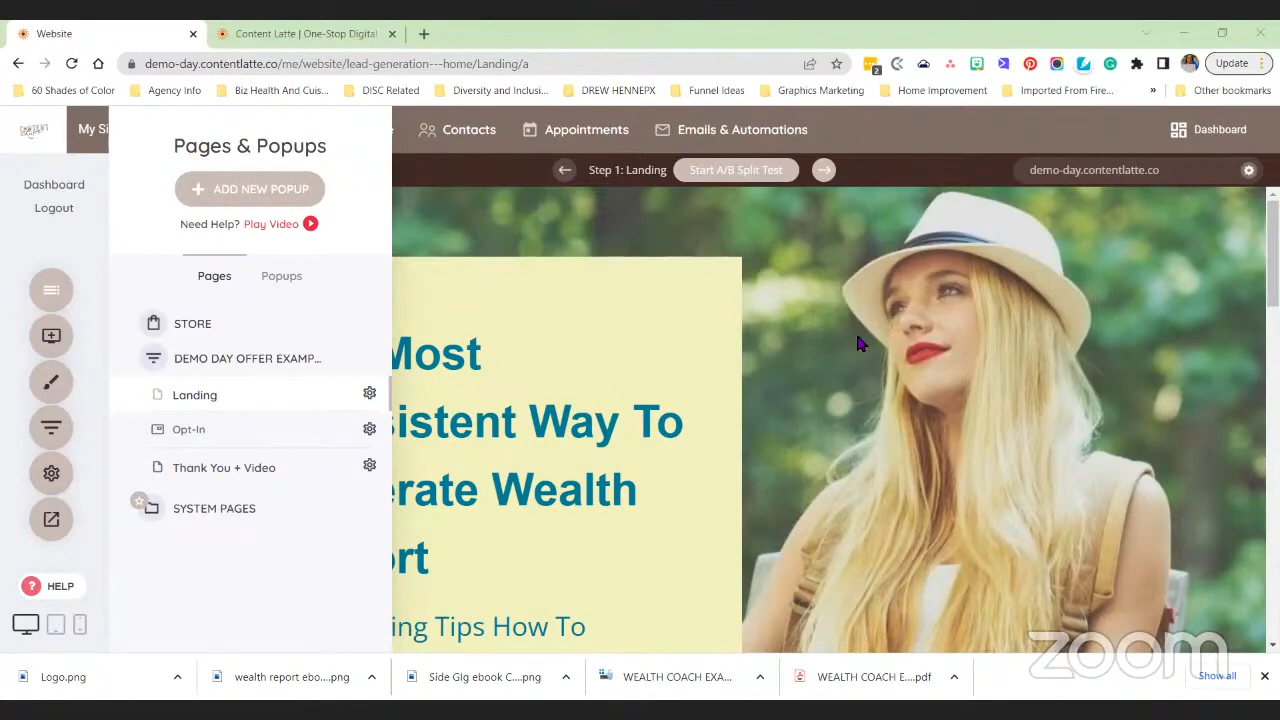 Website
Content Latte | One-Stop Digital
demo-day.contentlatte.co/me/website/lead-generation---home/Landing/a
2
Update
60 Shades of Color
Agency Info
Biz Health And Cuis...
DISC Related
Diversity and Inclusi...
DREW HENNEPX
Funnel Ideas
Graphics Marketing
Home Improvement
Imported From Fire...
»
Other bookmarks
CONTENT
My Si
Contacts
Appointments
Emails & Automations
Dashboard
Step 1: Landing
Start A/B Split Test
demo-day.contentlatte.co
Dashboard
Logout
HELP
Pages & Popups
+ ADD NEW POPUP
Need Help? Play Video
Pages
Popups
STORE
DEMO DAY OFFER EXAMP...
Landing
Opt-In
Thank You + Video
SYSTEM PAGES
Most
sistent Way To
erate Wealth
ort
ing Tips How To
zoom
Logo.png
wealth report ebo....png
Side GIg ebook C....png
WEALTH COACH EXA...
WEALTH COACH E....pdf
Show all